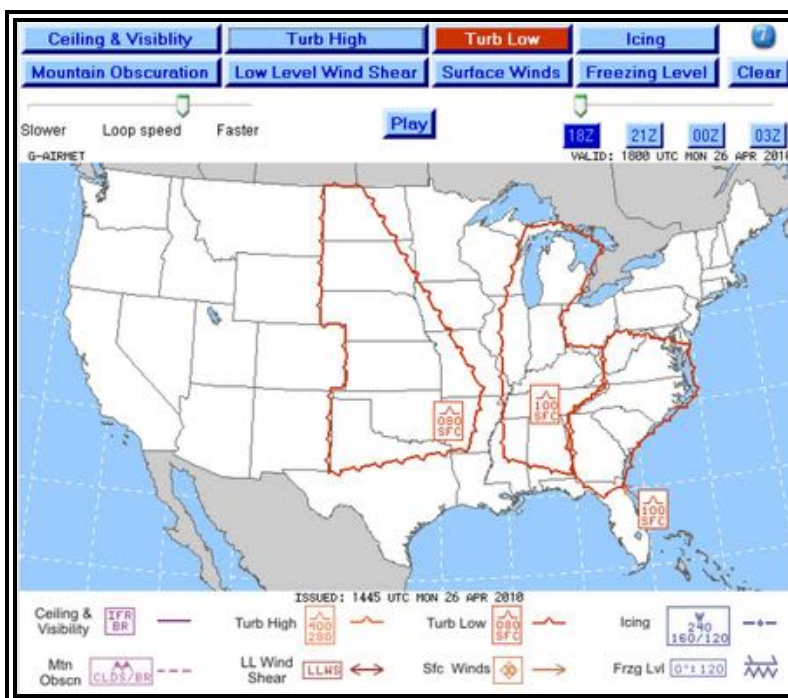 Ceiling & Visiblity Turb High Turb Low Icing ?
Mountain Obscuration Low Level Wind Shear Surface Winds Freezing Level Clear
Slower Loop speed Faster Play 18Z 21Z 00Z 03Z
G-AIRMET VALID: 1800 UTC MON 26 APR 2010
100
SFC
080
SFC
100
SFC
ISSUED: 1445 UTC MON 26 APR 2010
Ceiling &
Visibility
IFR
BR
Turb High
400
280
Turb Low
080
SFC
Icing
240
160/120
Mtn
Obscn
CLDS/BR
LL Wind
Shear
LLWS
Sfc Winds
30
Frzg Lvl
0°:120